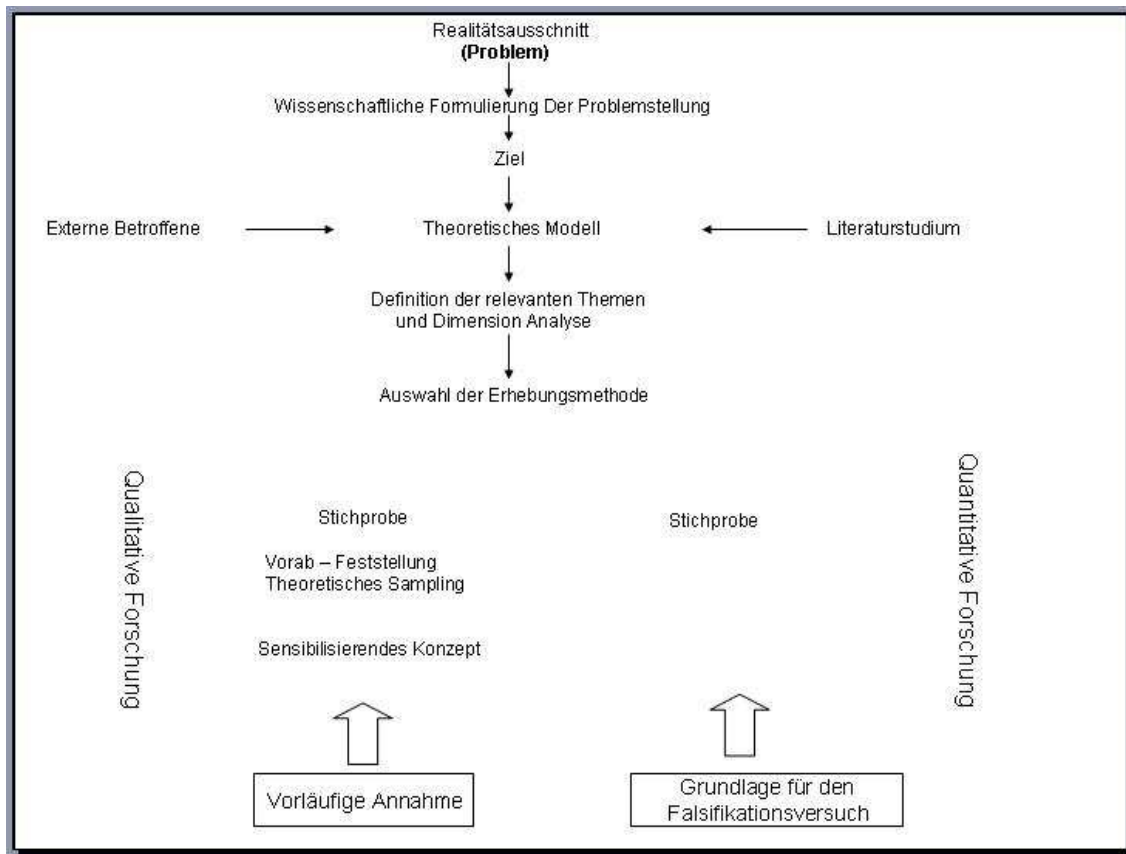 Realitätsausschnitt
(Problem)
Wissenschaftliche Formulierung Der Problemstellung
Ziel
Externe Betroffene
Theoretisches Modell
Literaturstudium
Definition der relevanten Themen
und Dimension Analyse
Auswahl der Erhebungsmethode
Qualitative Forschung
Stichprobe
Vorab – Feststellung
Theoretisches Sampling
Sensibilisierendes Konzept
Vorläufige Annahme
Stichprobe
Grundlage für den
Falsifikationsversuch
Quantitative Forschung